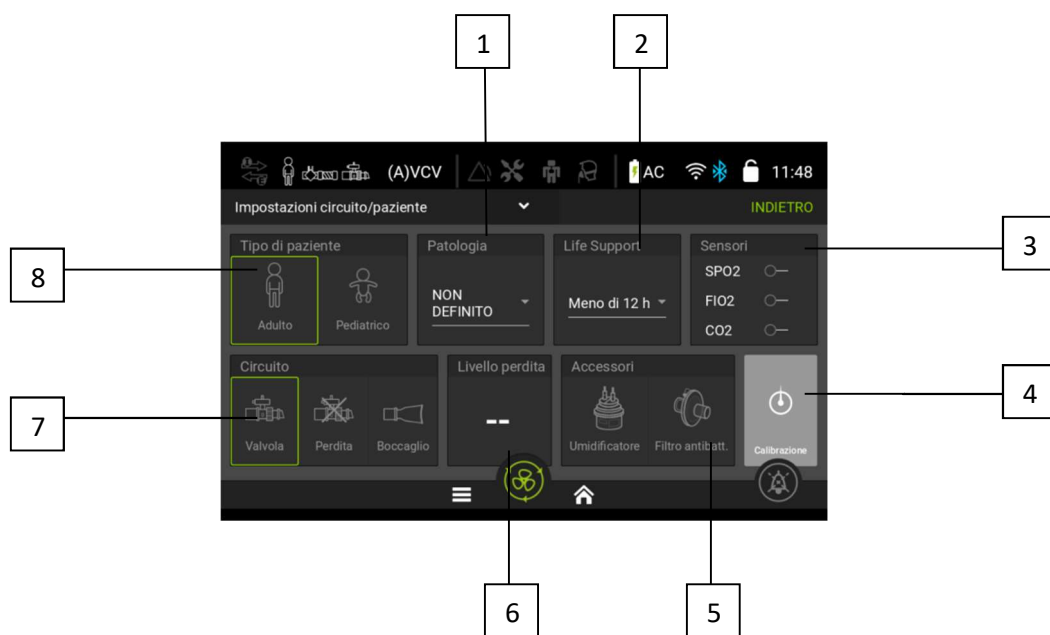 1
2
(A)VCV
AC
11:48
Impostazioni circuito/paziente
INDIETRO
Tipo di paziente
Patologia
Life Support
Sensori
3
8
SPO2
NON
DEFINITO
Meno di 12 h
FIO2
Adulto
Pediatrico
CO2
Circuito
Livello perdita
Accessori
4
7
--
Valvola
Perdita
Boccaglio
Umidificatore
Filtro antibatt.
Calibrazione
6
5